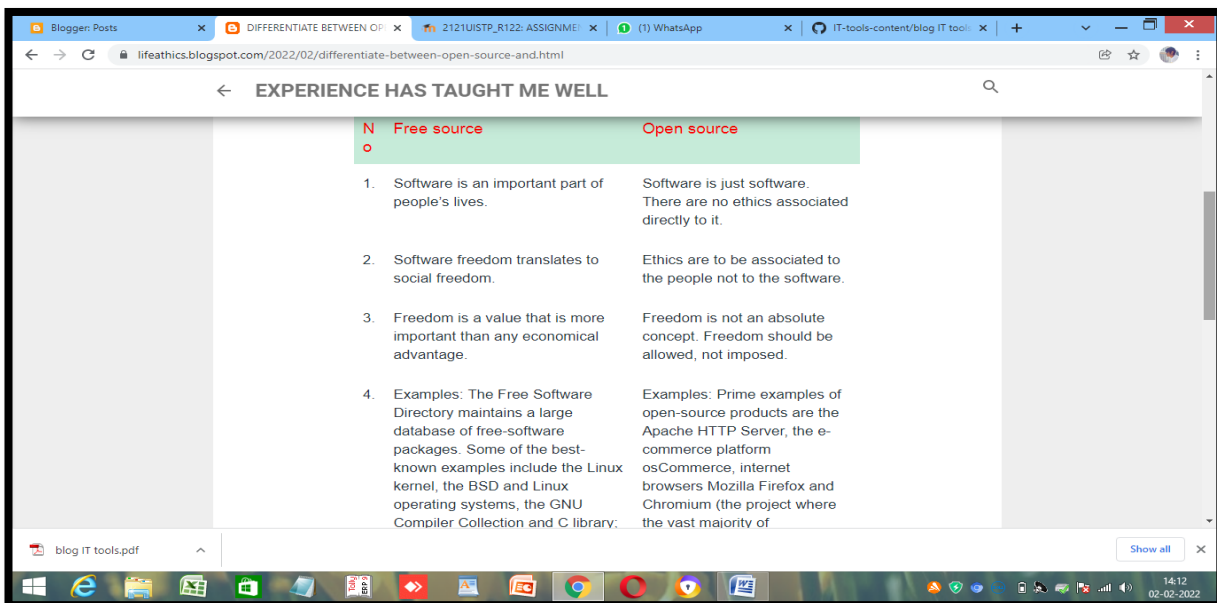 Blogger: Posts
DIFFERENTIATE BETWEEN OP
2121UISTP_R122: ASSIGNME
(1) WhatsApp
IT-tools-content/blog IT tool
lifeathics.blogspot.com/2022/02/differentiate-between-open-source-and.html
EXPERIENCE HAS TAUGHT ME WELL
No Free source Open source
1. Software is an important part of people's lives.
Software is just software.
There are no ethics associated
directly to it.
2. Software freedom translates to
social freedom.
Ethics are to be associated to
the people not to the software.
3. Freedom is a value that is more
important than any economical
advantage.
Freedom is not an absolute
concept. Freedom should be
allowed, not imposed.
4. Examples: The Free Software
Directory maintains a large
database of free-software
packages. Some of the best-
known examples include the Linux
kernel, the BSD and Linux
operating systems, the GNU
Compiler Collection and C library;
Examples: Prime examples of
open-source products are the
Apache HTTP Server, the e-
commerce platform
osCommerce, internet
browsers Mozilla Firefox and
Chromium (the project where
the vast majority of
blog IT tools.pdf
Show all
14:12
02-02-2022